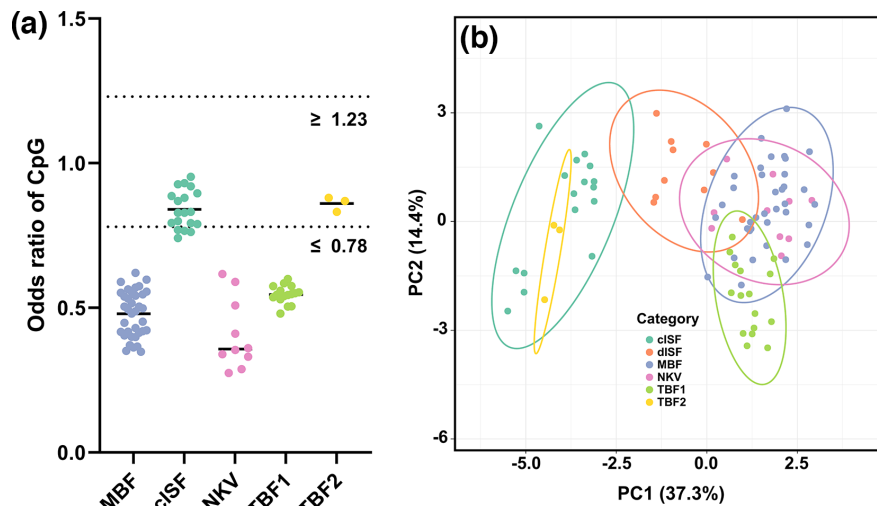 (a)
Odds ratio of CpG
1.5
1.0
0.5
0.0
≥ 1.23
≤ 0.78
MBF
cISF
NKV
TBF1
TBF2
(b)
PC2 (14.4%)
3
0
-3
-6
Category
cISF
dISF
MBF
NKV
TBF1
TBF2
-5.0
-2.5
0.0
2.5
PC1 (37.3%)